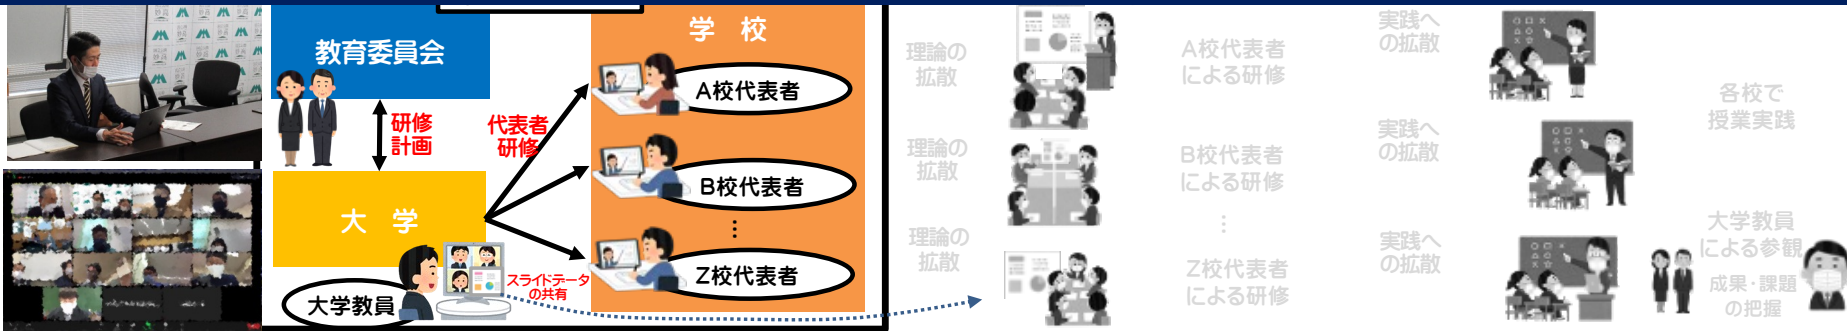 教育委員会
研修
計画
大　学
大学教員
代表者
研修
スライドデータ
の共有
学　校
A校代表者
B校代表者
⋮
Z校代表者
理論の
拡散
理論の
拡散
理論の
拡散
A校代表者
による研修
B校代表者
による研修
⋮
Z校代表者
による研修
実践へ
の拡散
実践へ
の拡散
実践へ
の拡散
各校で
授業実践
大学教員
による参観
成果・課題
の把握